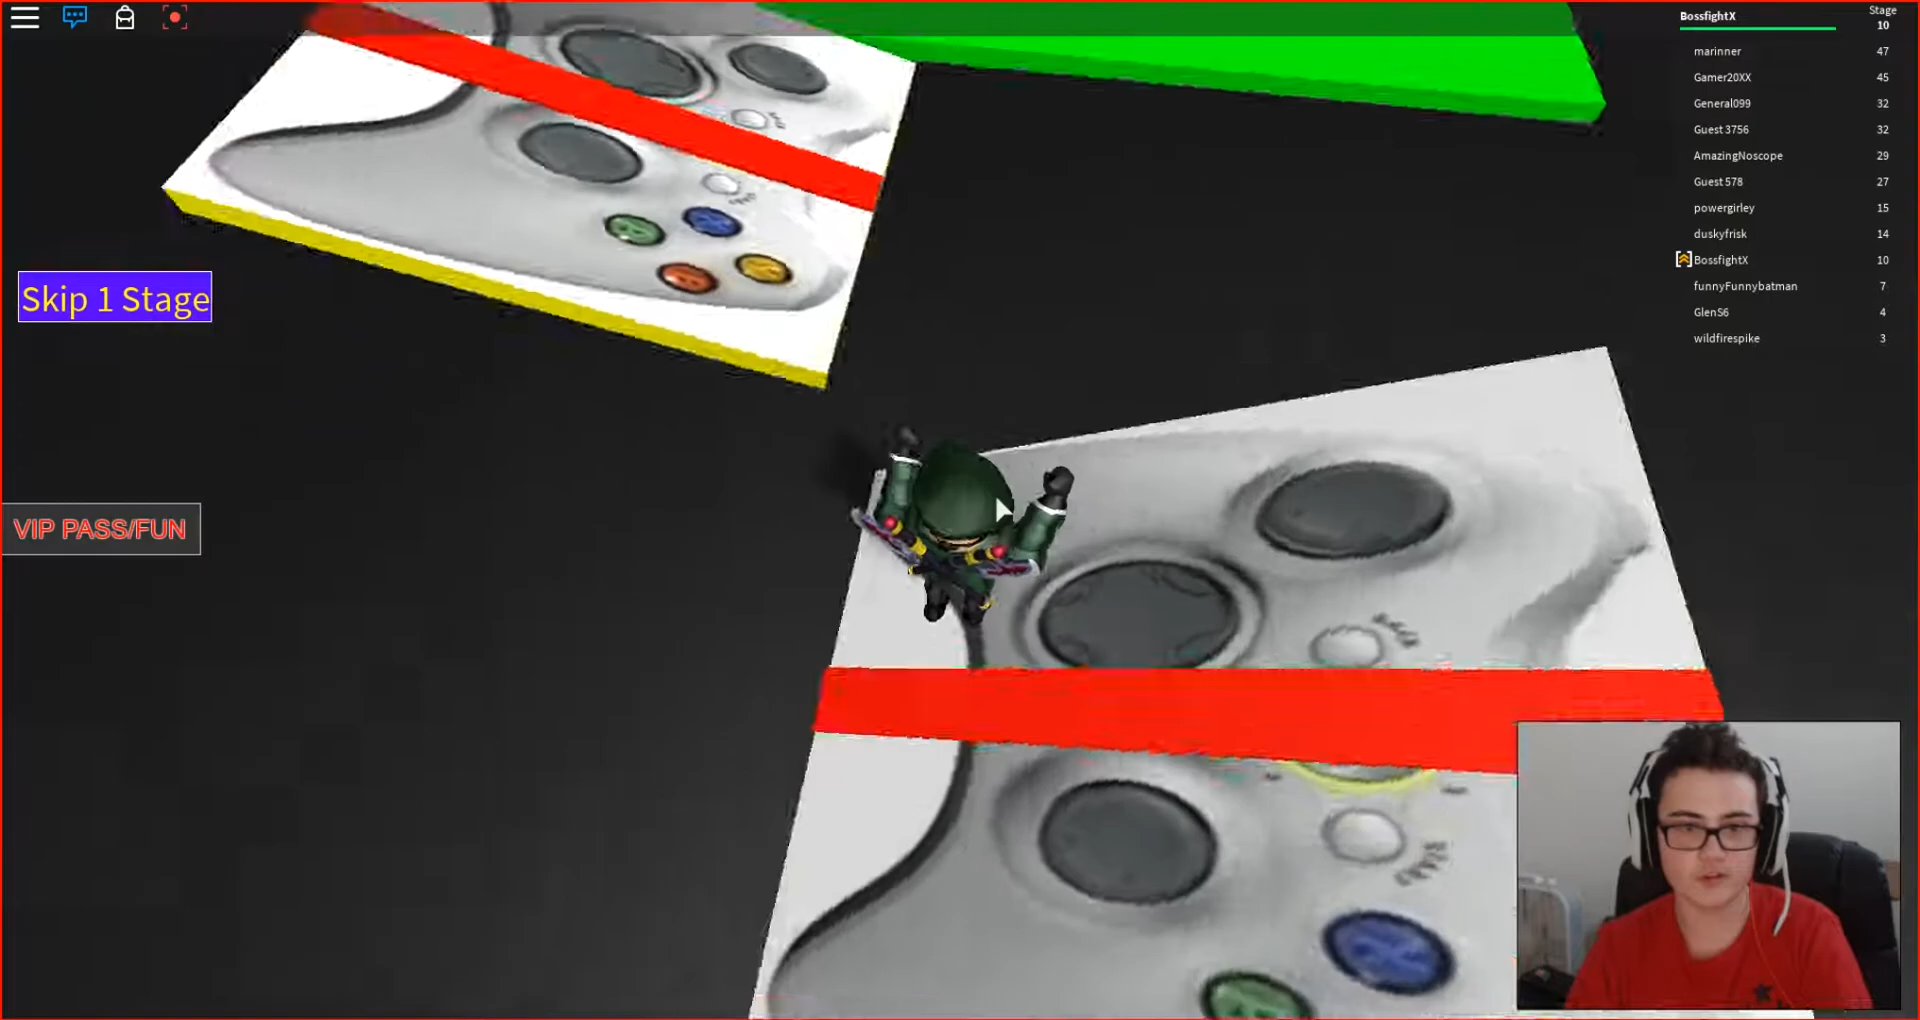 BossfightX Stage
10
marinner 47
Gamer20XX 45
General099 32
Guest 3756 32
AmazingNoscope 29
Guest 578 27
powergirley 15
duskyfrisk 14
BossfightX 10
funnyFunnybatman 7
GlenS6 4
wildfirespike 3
Skip 1 Stage
VIP PASS/FUN